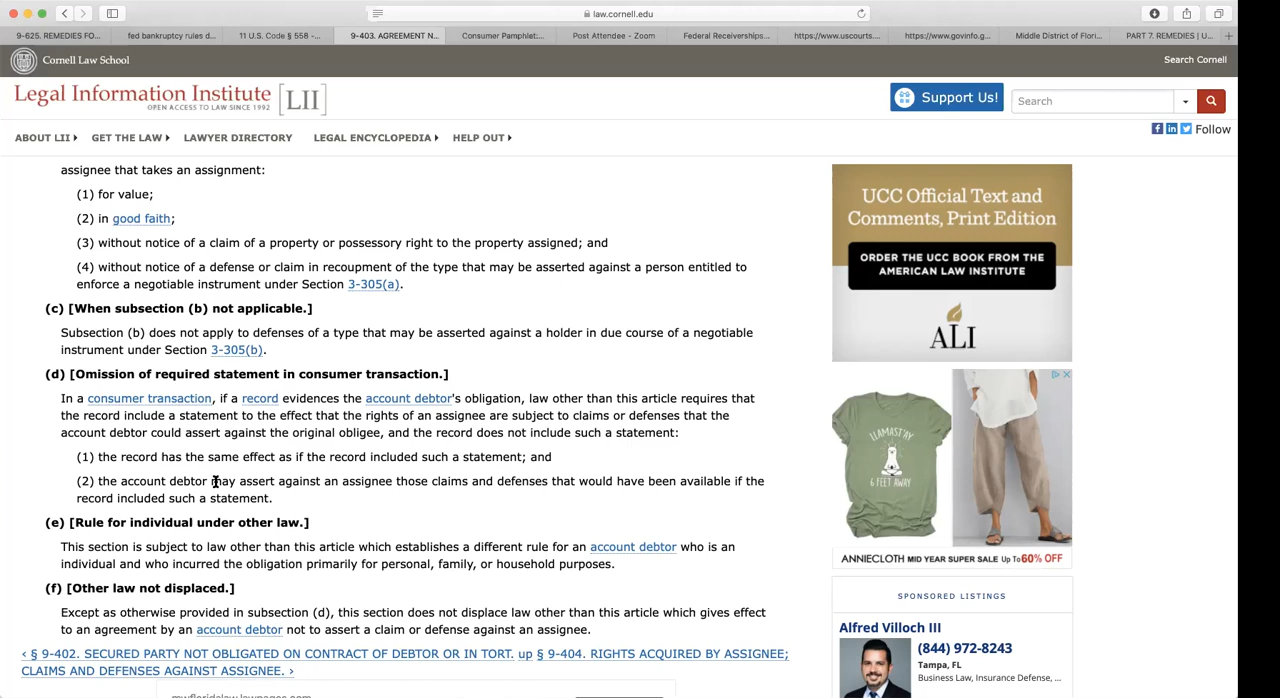 law.cornell.edu
9-625. REMEDIES FO...
fed bankruptcy rules d...
11 U.S. Code § 558 -...
9-403. AGREEMENT N...
Consumer Pamphlet:...
Post Attendee - Zoom
Federal Receiverships...
https://www.uscourts....
https://www.govinfo.g...
Middle District of Flori...
PART 7. REMEDIES | U...
Cornell Law School
Search Cornell
Legal Information Institute [LII]
OPEN ACCESS TO LAW SINCE 1992
Support Us!
Search
ABOUT LII
GET THE LAW
LAWYER DIRECTORY
LEGAL ENCYCLOPEDIA
HELP OUT
Follow
assignee that takes an assignment:
(1) for value;
(2) in good faith;
(3) without notice of a claim of a property or possessory right to the property assigned; and
(4) without notice of a defense or claim in recoupment of the type that may be asserted against a person entitled to
enforce a negotiable instrument under Section 3-305(a).
(c) [When subsection (b) not applicable.]
Subsection (b) does not apply to defenses of a type that may be asserted against a holder in due course of a negotiable
instrument under Section 3-305(b).
(d) [Omission of required statement in consumer transaction.]
In a consumer transaction, if a record evidences the account debtor's obligation, law other than this article requires that
the record include a statement to the effect that the rights of an assignee are subject to claims or defenses that the
account debtor could assert against the original obligee, and the record does not include such a statement:
(1) the record has the same effect as if the record included such a statement; and
(2) the account debtor may assert against an assignee those claims and defenses that would have been available if the
record included such a statement.
(e) [Rule for individual under other law.]
This section is subject to law other than this article which establishes a different rule for an account debtor who is an
individual and who incurred the obligation primarily for personal, family, or household purposes.
(f) [Other law not displaced.]
Except as otherwise provided in subsection (d), this section does not displace law other than this article which gives effect
to an agreement by an account debtor not to assert a claim or defense against an assignee.
‹ § 9-402. SECURED PARTY NOT OBLIGATED ON CONTRACT OF DEBTOR OR IN TORT. up § 9-404. RIGHTS ACQUIRED BY ASSIGNEE;
CLAIMS AND DEFENSES AGAINST ASSIGNEE. ›
UCC Official Text and
Comments, Print Edition
ORDER THE UCC BOOK FROM THE
AMERICAN LAW INSTITUTE
ALI
LLAMAST'AY
6 FEET AWAY
ANNIECLOTH MID YEAR SUPER SALE Up To 60% OFF
SPONSORED LISTINGS
Alfred Villoch III
(844) 972-8243
Tampa, FL
Business Law, Insurance Defense, ...